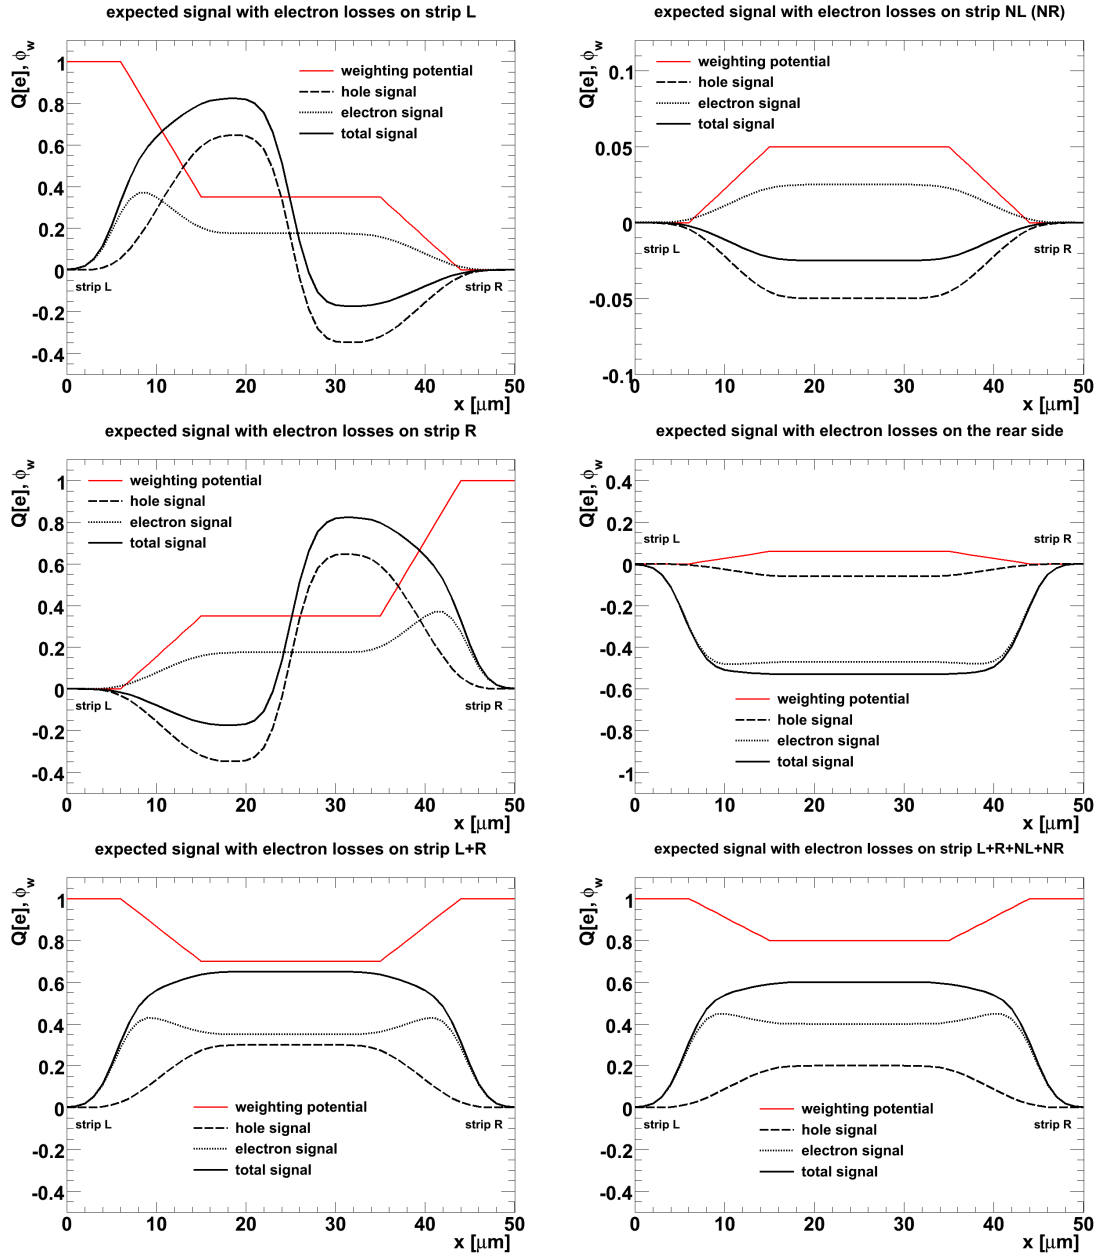 expected signal with electron losses on strip L
Q[e], ϕw
1
0.8
0.6
0.4
0.2
0
-0.2
-0.4
weighting potential
hole signal
electron signal
total signal
strip L
strip R
0 10 20 30 40 50
x [μm]
expected signal with electron losses on strip NL (NR)
Q[e], ϕw
0.1
0.05
0
-0.05
-0.1
weighting potential
hole signal
electron signal
total signal
strip L
strip R
0 10 20 30 40 50
x [μm]
expected signal with electron losses on strip R
Q[e], ϕw
1
0.8
0.6
0.4
0.2
0
-0.2
-0.4
weighting potential
hole signal
electron signal
total signal
strip L
strip R
0 10 20 30 40 50
x [μm]
expected signal with electron losses on the rear side
Q[e], ϕw
0.4
0.2
0
-0.2
-0.4
-0.6
-0.8
-1
strip L
strip R
weighting potential
hole signal
electron signal
total signal
0 10 20 30 40 50
x [μm]
expected signal with electron losses on strip L+R
Q[e], ϕw
1
0.8
0.6
0.4
0.2
0
-0.2
-0.4
strip L
strip R
weighting potential
hole signal
electron signal
total signal
0 10 20 30 40 50
x [μm]
expected signal with electron losses on strip L+R+NL+NR
Q[e], ϕw
1
0.8
0.6
0.4
0.2
0
-0.2
-0.4
strip L
strip R
weighting potential
hole signal
electron signal
total signal
0 10 20 30 40 50
x [μm]